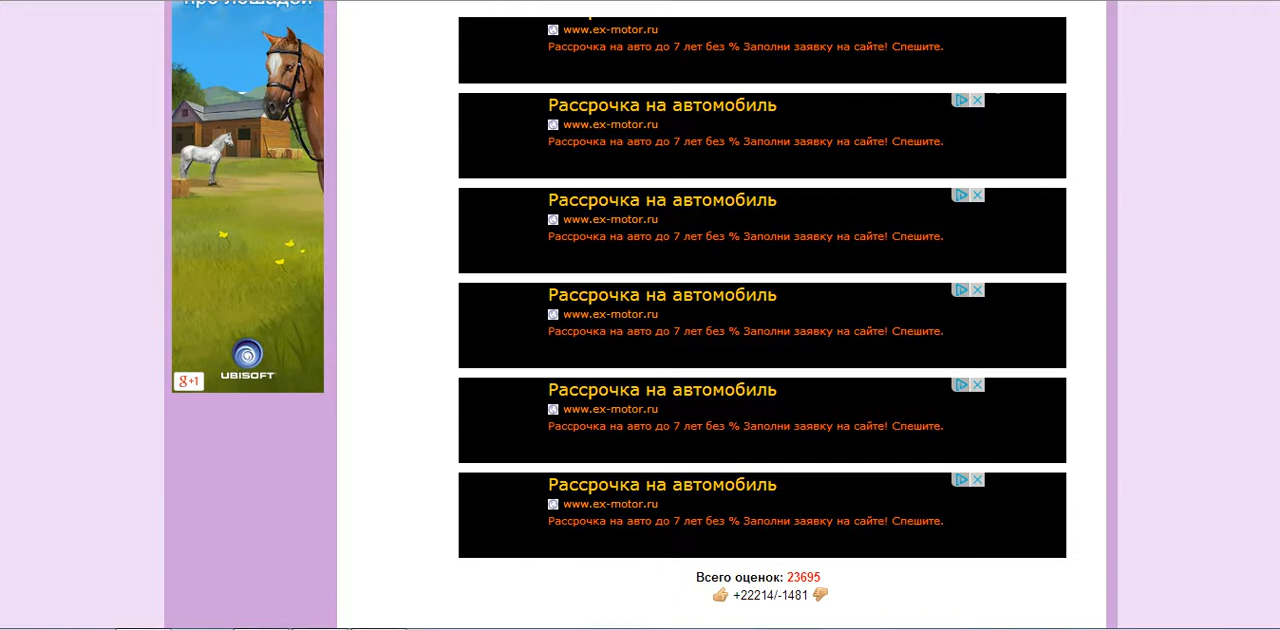 про лошадей
UBISOFT
g+1
www.ex-motor.ru
Рассрочка на авто до 7 лет без % Заполни заявку на сайте! Спешите.
Рассрочка на автомобиль
www.ex-motor.ru
Рассрочка на авто до 7 лет без % Заполни заявку на сайте! Спешите.
Рассрочка на автомобиль
www.ex-motor.ru
Рассрочка на авто до 7 лет без % Заполни заявку на сайте! Спешите.
Рассрочка на автомобиль
www.ex-motor.ru
Рассрочка на авто до 7 лет без % Заполни заявку на сайте! Спешите.
Рассрочка на автомобиль
www.ex-motor.ru
Рассрочка на авто до 7 лет без % Заполни заявку на сайте! Спешите.
Рассрочка на автомобиль
www.ex-motor.ru
Рассрочка на авто до 7 лет без % Заполни заявку на сайте! Спешите.
Всего оценок: 23695
+22214/-1481